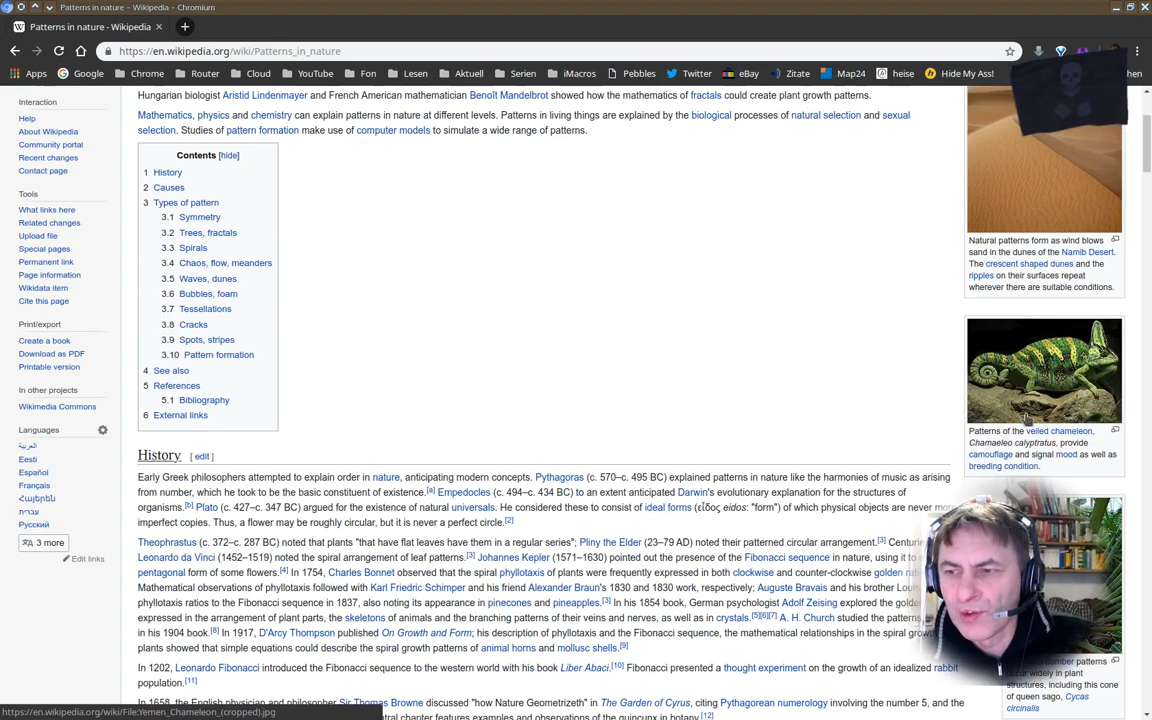 Patterns in nature – Wikipedia – Chromium
Patterns in nature - Wikipedia
https://en.wikipedia.org/wiki/Patterns_in_nature
Apps Google Chrome Router Cloud YouTube Fon Lesen Aktuell Serien iMacros Pebbles Twitter eBay Zitate Map24 heise Hide My Ass!
Interaction
Help
About Wikipedia
Community portal
Recent changes
Contact page
Tools
What links here
Related changes
Upload file
Special pages
Permanent link
Page information
Wikidata item
Cite this page
Print/export
Create a book
Download as PDF
Printable version
In other projects
Wikimedia Commons
Languages
العربية
Eesti
Español
Français
Հայերեն
עברית
Русский
3 more
Edit links
Hungarian biologist Aristid Lindenmayer and French American mathematician Benoît Mandelbrot showed how the mathematics of fractals could create plant growth patterns.
Mathematics, physics and chemistry can explain patterns in nature at different levels. Patterns in living things are explained by the biological processes of natural selection and sexual
selection. Studies of pattern formation make use of computer models to simulate a wide range of patterns.
Contents [hide]
1 History
2 Causes
3 Types of pattern
3.1 Symmetry
3.2 Trees, fractals
3.3 Spirals
3.4 Chaos, flow, meanders
3.5 Waves, dunes
3.6 Bubbles, foam
3.7 Tessellations
3.8 Cracks
3.9 Spots, stripes
3.10 Pattern formation
4 See also
5 References
5.1 Bibliography
6 External links
History [ edit ]
Early Greek philosophers attempted to explain order in nature, anticipating modern concepts. Pythagoras (c. 570–c. 495 BC) explained patterns in nature like the harmonies of music as arising
from number, which he took to be the basic constituent of existence.[a] Empedocles (c. 494–c. 434 BC) to an extent anticipated Darwin's evolutionary explanation for the structures of
organisms.[b] Plato (c. 427–c. 347 BC) argued for the existence of natural universals. He considered these to consist of ideal forms (εἶδος eidos: "form") of which physical objects are never more than
imperfect copies. Thus, a flower may be roughly circular, but it is never a perfect circle.[2]
Theophrastus (c. 372–c. 287 BC) noted that plants "that have flat leaves have them in a regular series"; Pliny the Elder (23–79 AD) noted their patterned circular arrangement.[3]
Leonardo da Vinci (1452–1519) noted the spiral arrangement of leaf patterns.[3] Johannes Kepler (1571–1630) pointed out the presence of the Fibonacci sequence in nature, using it to
pentagonal form of some flowers.[4] In 1754, Charles Bonnet observed that the spiral phyllotaxis of plants were frequently expressed in both clockwise and counter-clockwise golden
Mathematical observations of phyllotaxis followed with Karl Friedric Schimper and his friend Alexander Braun's 1830 and 1830 work, respectively; Auguste Bravais and his brother
phyllotaxis ratios to the Fibonacci sequence in 1837, also noting its appearance in pinecones and pineapples.[3] In his 1854 book, German psychologist Adolf Zeising explored the
expressed in the arrangement of plant parts, the skeletons of animals and the branching patterns of their veins and nerves, as well as in crystals.[5][6][7] A. H. Church studied the
in his 1904 book.[8] In 1917, D'Arcy Thompson published On Growth and Form; his description of phyllotaxis and the Fibonacci sequence, the mathematical relationships in the spiral
plants showed that simple equations could describe the spiral growth patterns of animal horns and mollusc shells.[9]
In 1202, Leonardo Fibonacci introduced the Fibonacci sequence to the western world with his book Liber Abaci.[10] Fibonacci presented a thought experiment on the growth of an idealized rabbit
population.[11]
In 1658, the English physician and philosopher Sir Thomas Browne discussed "how Nature Geometrizeth" in The Garden of Cyrus, citing Pythagorean numerology involving the number 5, and the
central chapter features examples and observations of the quincunx in botany.[12]
Natural patterns form as wind blows
sand in the dunes of the Namib Desert.
The crescent shaped dunes and the
ripples on their surfaces repeat
wherever there are suitable conditions.
Patterns of the veiled chameleon,
Chamaeleo calyptratus, provide
camouflage and signal mood as well as
breeding condition.
number patterns
occur widely in plant
structures, including this cone
of queen sago, Cycas
circinalis
https://en.wikipedia.org/wiki/File:Yemen_Chameleon_(cropped).jpg